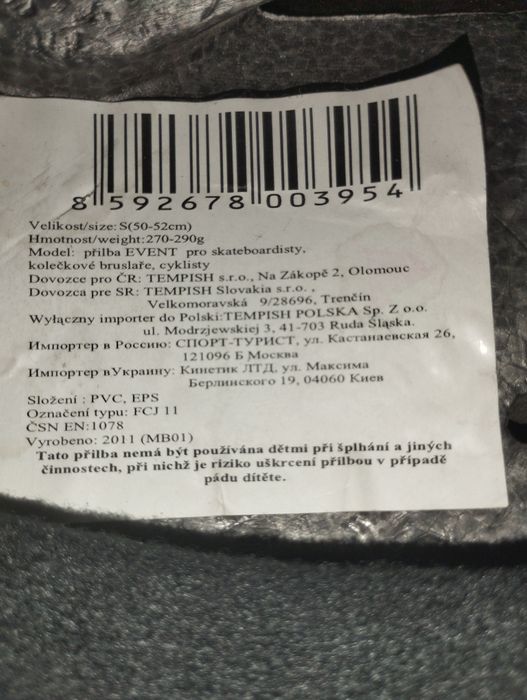 8 592678 003954
Velikost/size: S(50-52cm)
Hmotnost/weight:270-290g
Model: přilba EVENT pro skateboardisty,
kolečkové bruslaře, cyklisty
Dovozce pro ČR: TEMPISH s.r.o., Na Zákopě 2, Olomouc
Dovozca pre SR: TEMPISH Slovakia s.r.o. ,
Velkomoravská 9/28696, Trenčín
Wyłączny importer do Polski:TEMPISH POLSKA Sp. Z o.o.
ul. Modrzjewskiej 3, 41-703 Ruda Śląska.
Импортер в Россию: СПОРТ-ТУРИСТ, ул. Кастанаевская 26,
121096 Б Москва
Импортер вУкраину: Кинетик ЛТД, ул. Максима
Берлинского 19, 04060 Киев
Složení : PVC, EPS
Označení typu: FCJ 11
ČSN EN:1078
Vyrobeno: 2011 (MB01)
Tato přilba nemá být používána dětmi při šplhání a jiných
činnostech, při nichž je riziko uškrcení přilbou v případě
pádu dítěte.